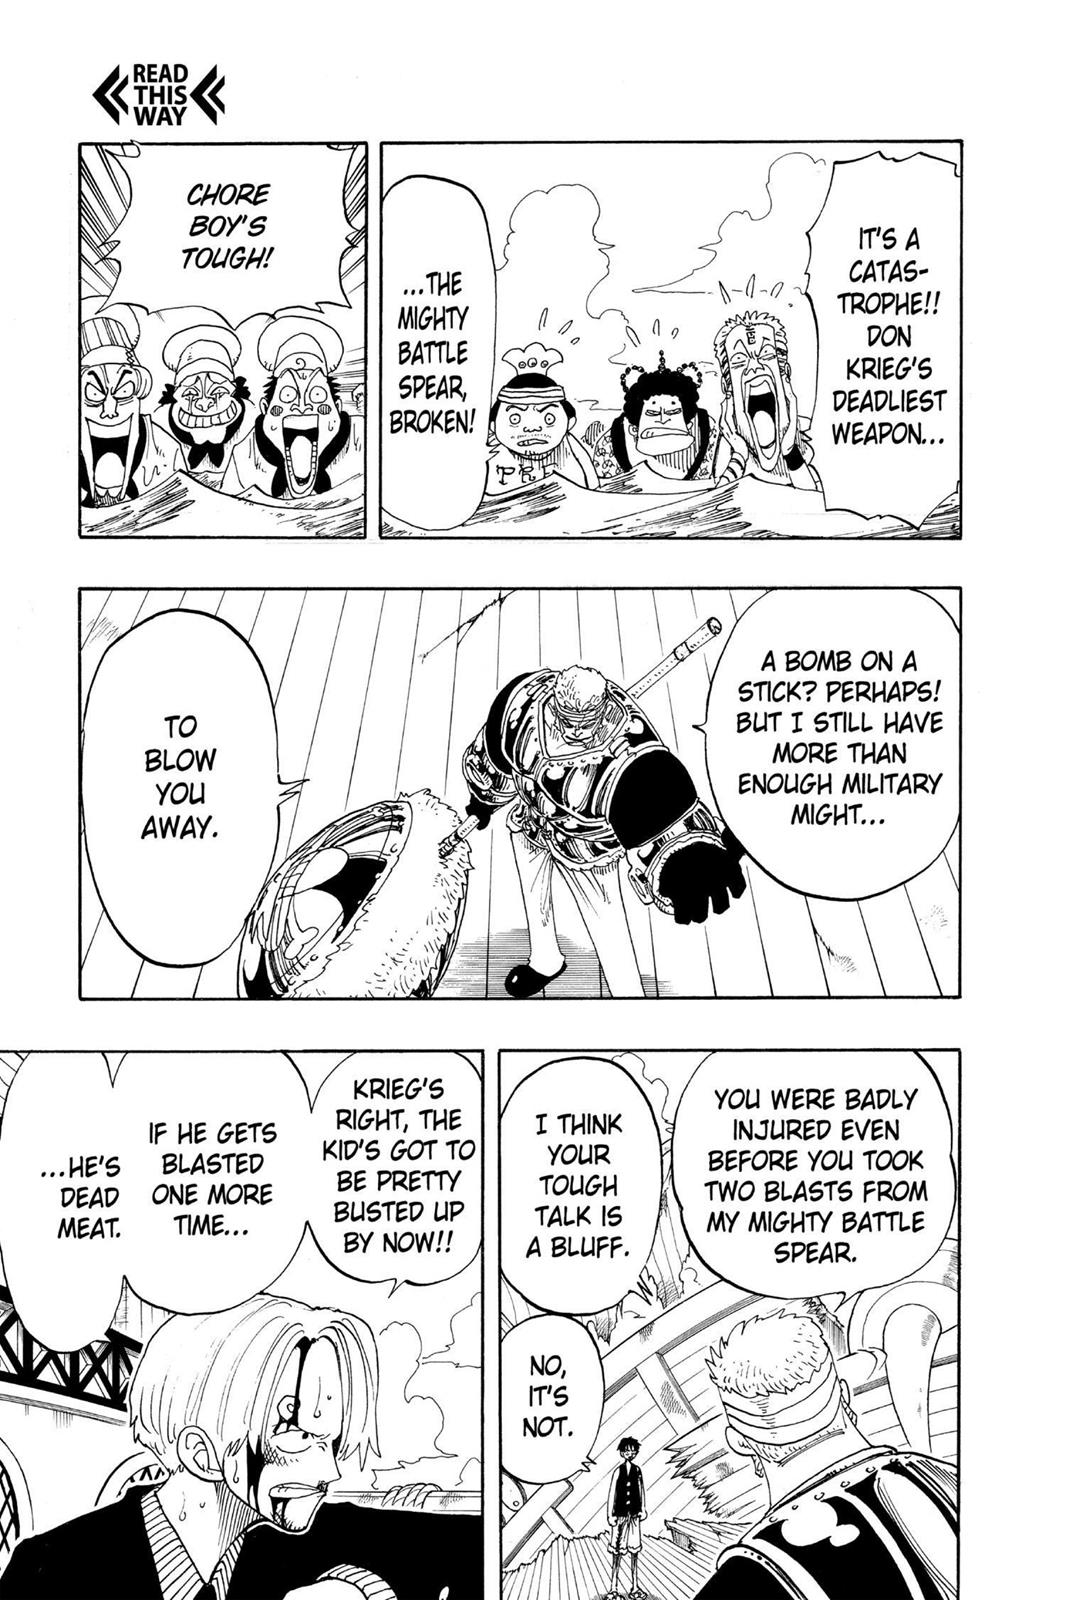 READ
THIS
WAY
IT'S A
CATAS-
TROPHE!!
DON
KRIEG'S
DEADLIEST
WEAPON...
...THE
MIGHTY
BATTLE
SPEAR,
BROKEN!
PR
CHORE
BOY'S
TOUGH!
A BOMB ON A
STICK? PERHAPS!
BUT I STILL HAVE
MORE THAN
ENOUGH MILITARY
MIGHT...
TO
BLOW
YOU
AWAY.
YOU WERE BADLY
INJURED EVEN
BEFORE YOU TOOK
TWO BLASTS FROM
MY MIGHTY BATTLE
SPEAR.
I THINK
YOUR
TOUGH
TALK IS
A BLUFF.
NO,
IT'S
NOT.
KRIEG'S
RIGHT, THE
KID'S GOT TO
BE PRETTY
BUSTED UP
BY NOW!!
IF HE GETS
BLASTED
ONE MORE
TIME...
...HE'S
DEAD
MEAT.